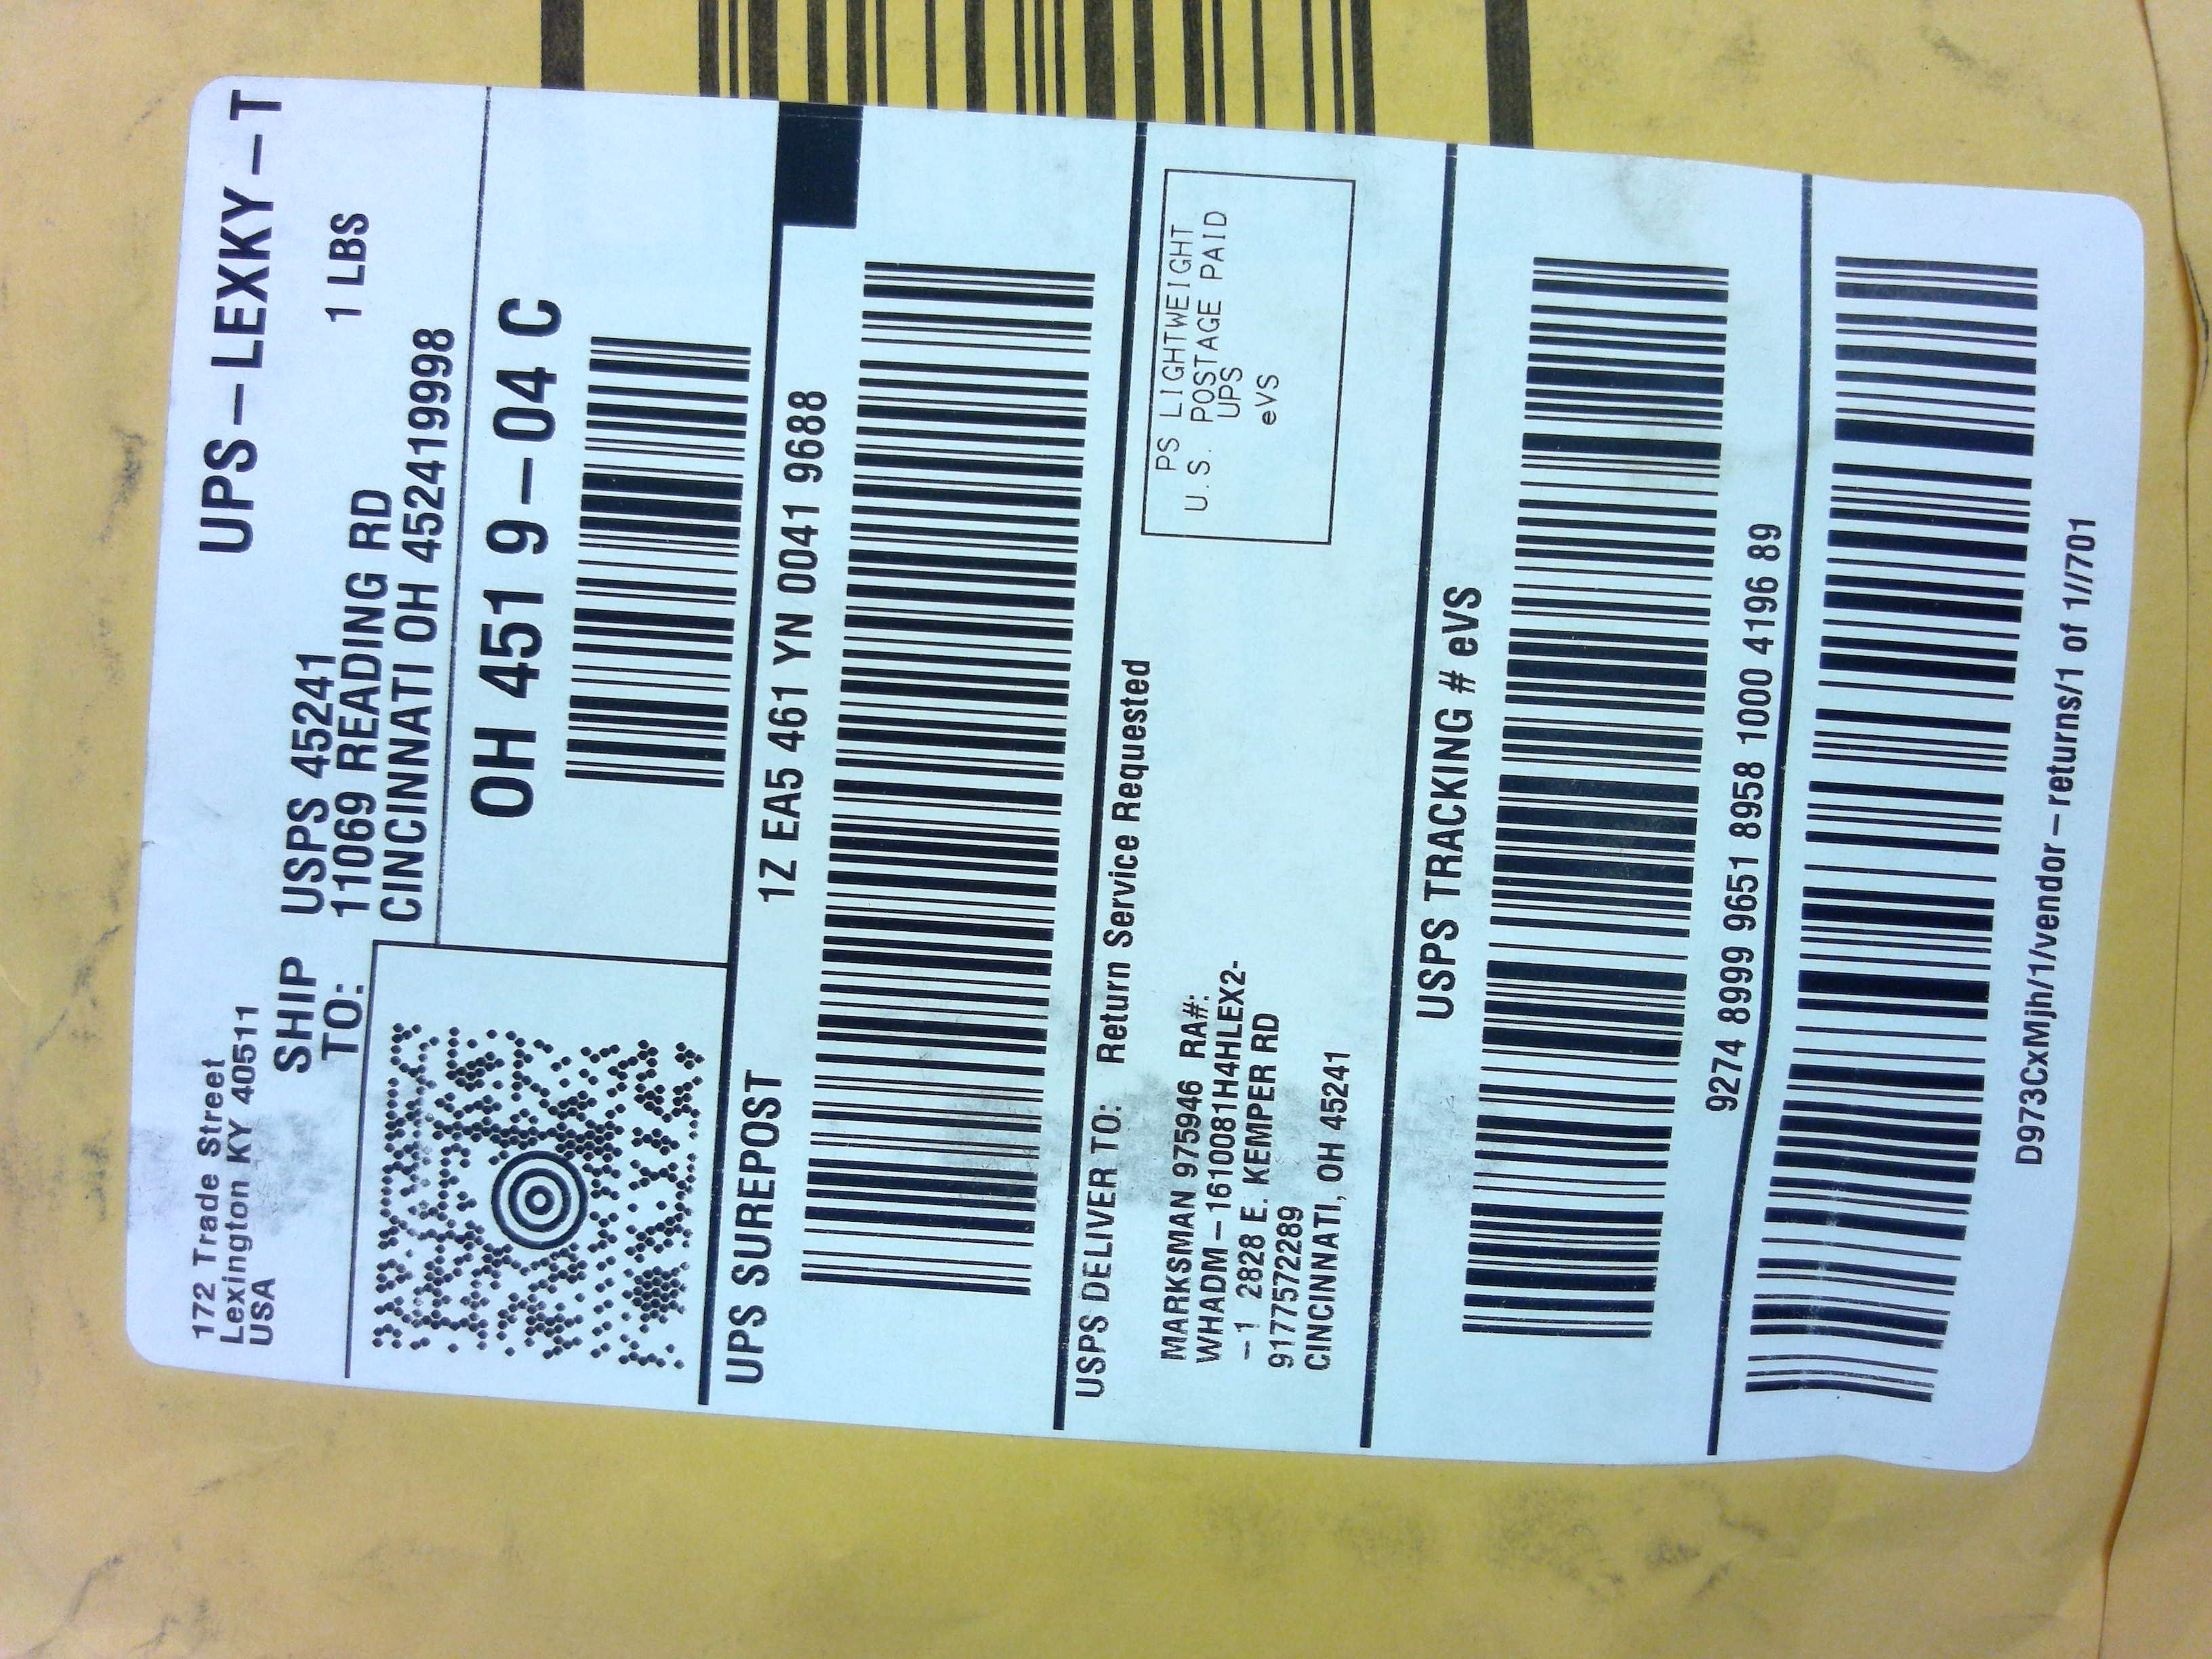 172 Trade Street
Lexington KY 40511
USA
UPS-LEXKY-T
1 LBS
SHIP TO:
USPS 45241
11069 READING RD
CINCINNATI OH 452419998
OH 451 9-04 C
UPS SUREPOST
1Z EA5 461 YN 0041 9688
USPS DELIVER TO:
Return Service Requested
MARKSMAN 975946 RA#:
WHADM-1610081H4HLEX2-
-1 2828 E. KEMPER RD
9177572289
CINCINNATI, OH 45241
PS LIGHTWEIGHT
U.S. POSTAGE PAID
UPS
eVS
USPS TRACKING # eVS
9274 8999 9651 8958 1000 4196 89
D973CxMjh/1/vendor-returns/1 of 1//701